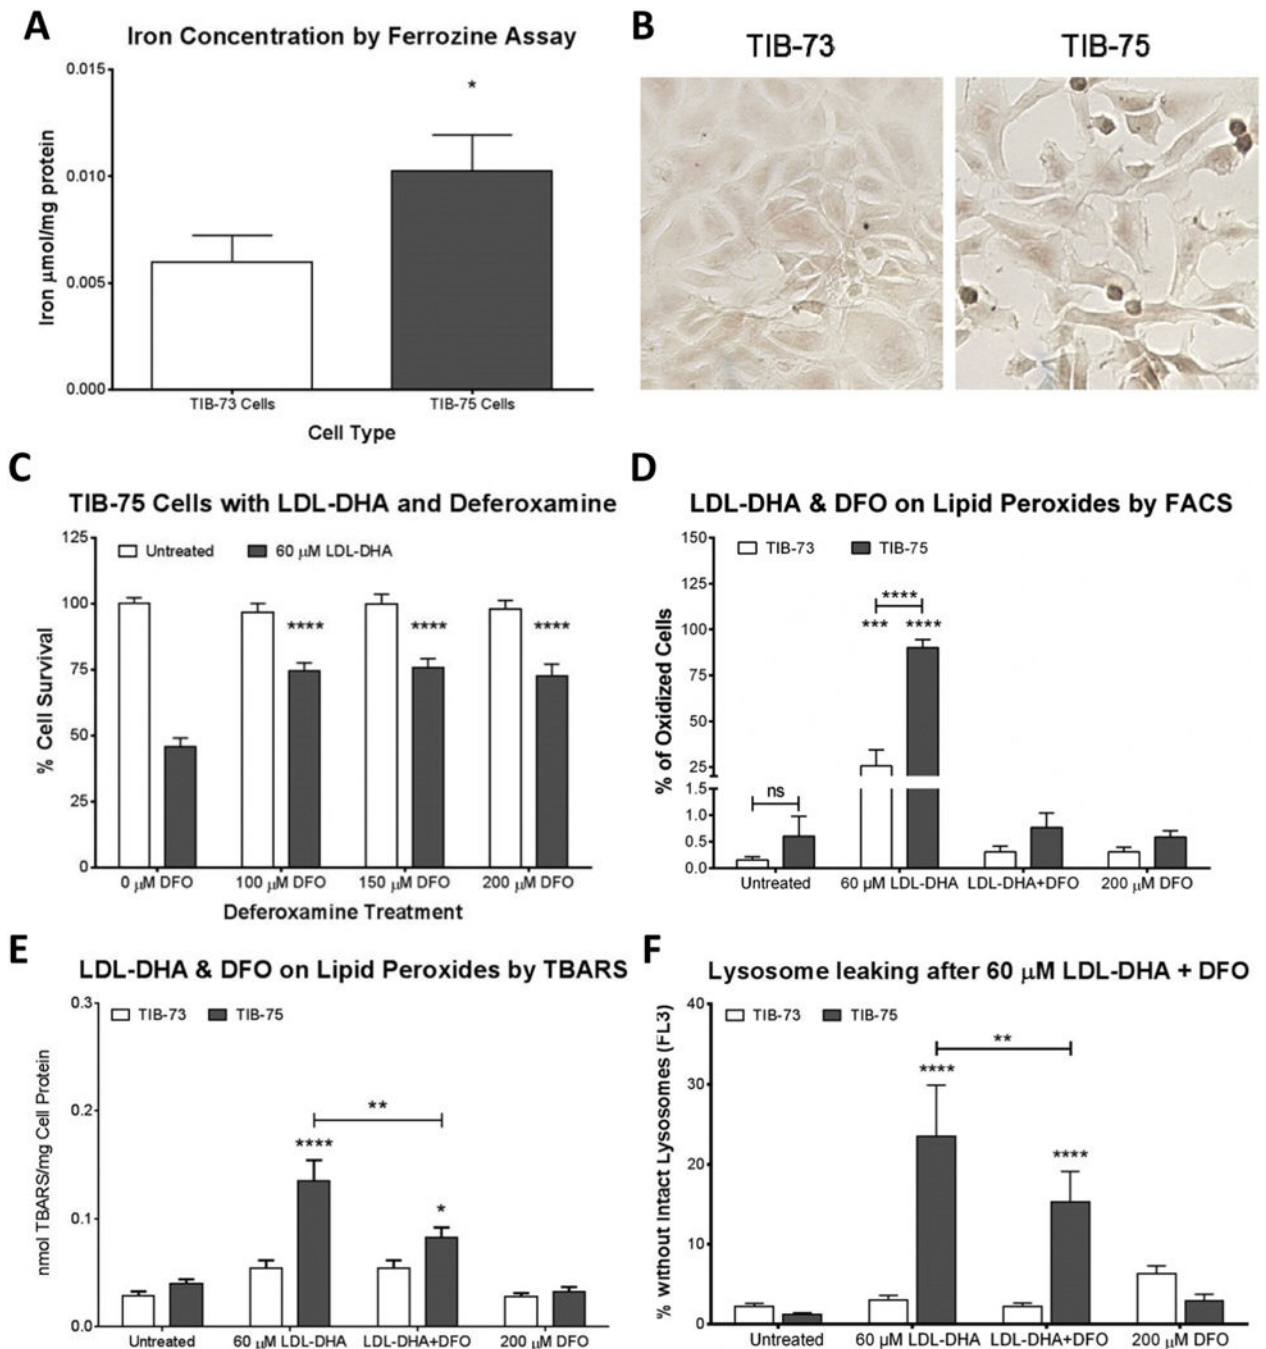 A
Iron Concentration by Ferrozine Assay
Iron μmol/mg protein
0.015
0.010
0.005
0.000
*
TIB-73 Cells
TIB-75 Cells
Cell Type
B
TIB-73
TIB-75
C
TIB-75 Cells with LDL-DHA and Deferoxamine
% Cell Survival
125
100
75
50
25
0
Untreated
60 μM LDL-DHA
****
****
****
0 μM DFO
100 μM DFO
150 μM DFO
200 μM DFO
Deferoxamine Treatment
D
LDL-DHA & DFO on Lipid Peroxides by FACS
% of Oxidized Cells
150
125
100
75
50
25
1.5
1.0
0.5
0.0
TIB-73
TIB-75
ns
****
***
****
Untreated
60 μM LDL-DHA
LDL-DHA+DFO
200 μM DFO
E
LDL-DHA & DFO on Lipid Peroxides by TBARS
nmol TBARS/mg Cell Protein
0.3
0.2
0.1
0.0
TIB-73
TIB-75
**
****
*
Untreated
60 μM LDL-DHA
LDL-DHA+DFO
200 μM DFO
F
Lysosome leaking after 60 μM LDL-DHA + DFO
% without Intact Lysosomes (FL3)
40
30
20
10
0
TIB-73
TIB-75
**
****
****
Untreated
60 μM LDL-DHA
LDL-DHA+DFO
200 μM DFO